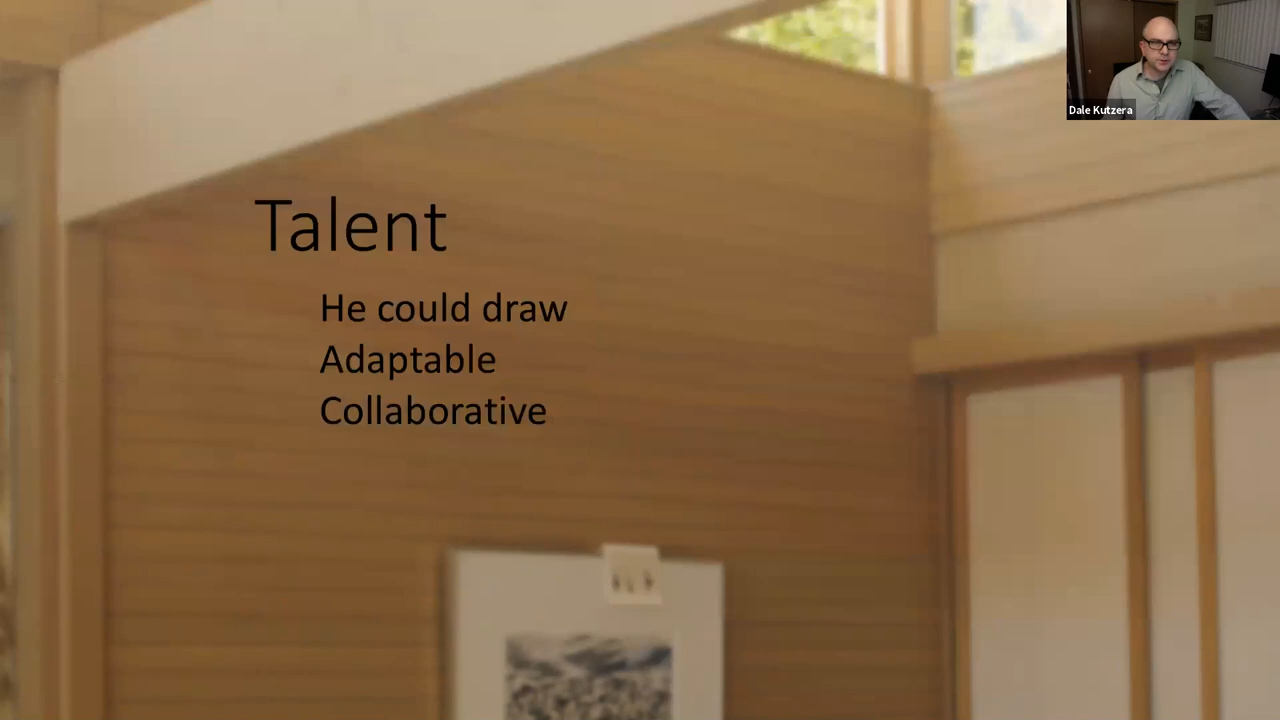 Dale Kutzera
Talent
He could draw
Adaptable
Collaborative